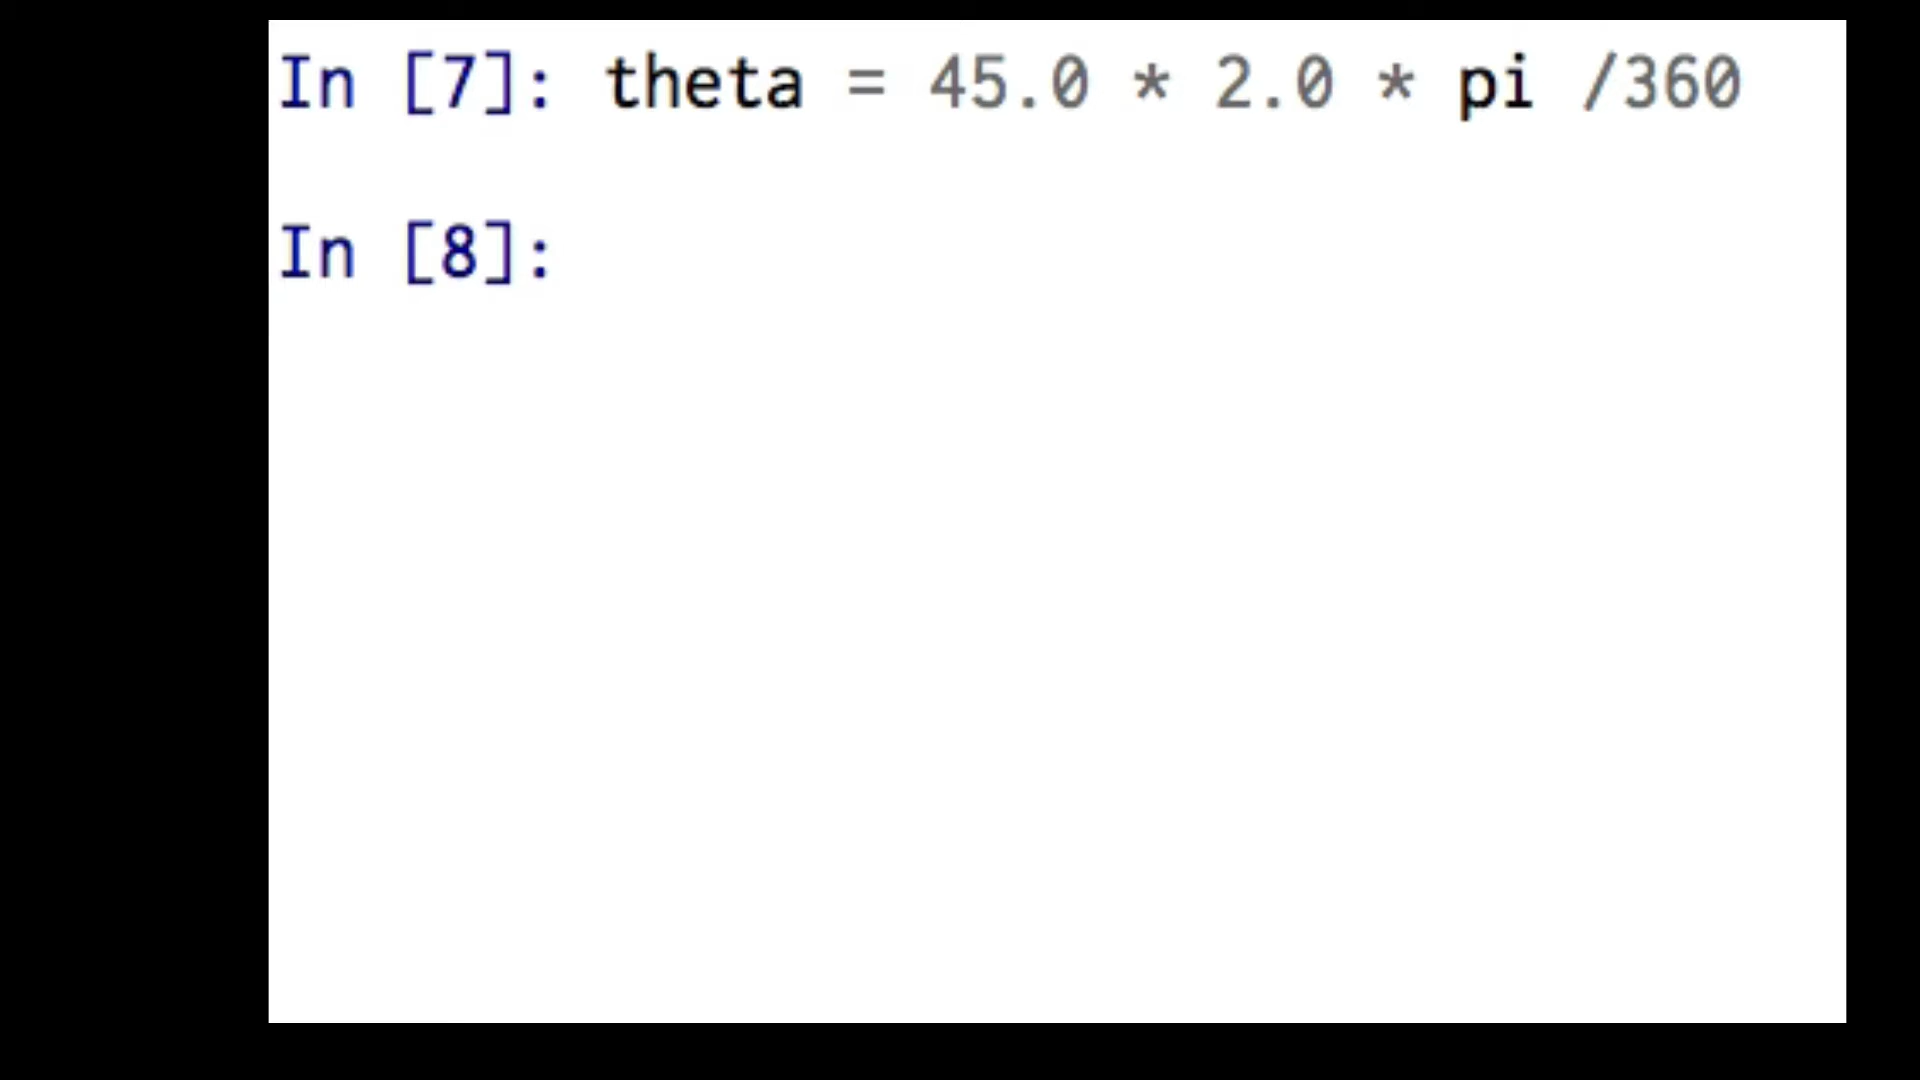 In [7]: theta = 45.0 * 2.0 * pi /360
In [8]: